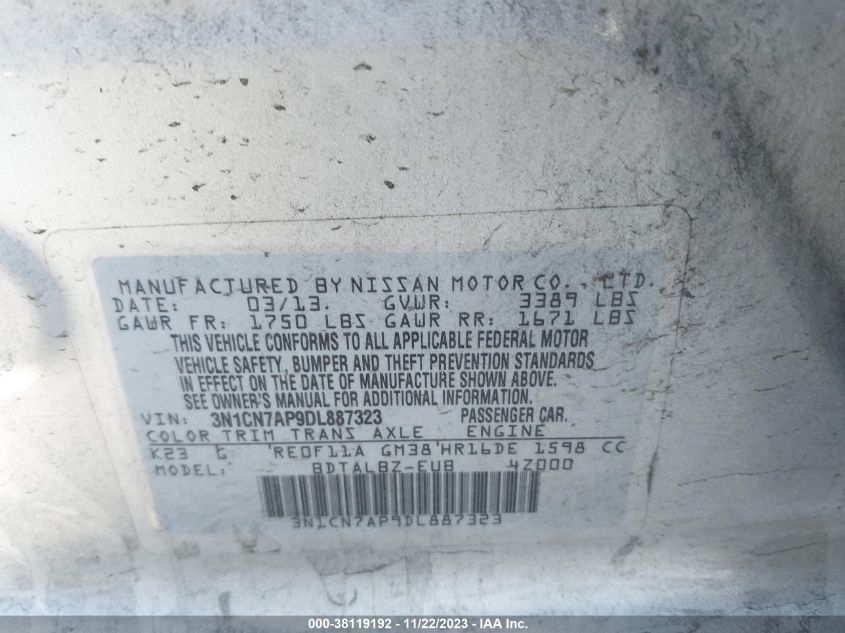 MANUFACTURED BY NISSAN MOTOR CO., LTD.
DATE: 03/13. GVWR: 3389 LBS
GAWR FR: 1750 LBS GAWR RR: 1671 LBS
THIS VEHICLE CONFORMS TO ALL APPLICABLE FEDERAL MOTOR
VEHICLE SAFETY, BUMPER AND THEFT PREVENTION STANDARDS
IN EFFECT ON THE DATE OF MANUFACTURE SHOWN ABOVE.
SEE OWNER'S MANUAL FOR ADDITIONAL INFORMATION.
VIN: 3N1CN7AP9DL887323 PASSENGER CAR.
COLOR TRIM TRANS AXLE ENGINE
K23 G RE0F11A GM38 HR16DE 1598 CC
MODEL: BDTALBZ-EUB 4Z000
3N1CN7AP9DL887323
000-38119192 - 11/22/2023 - IAA Inc.